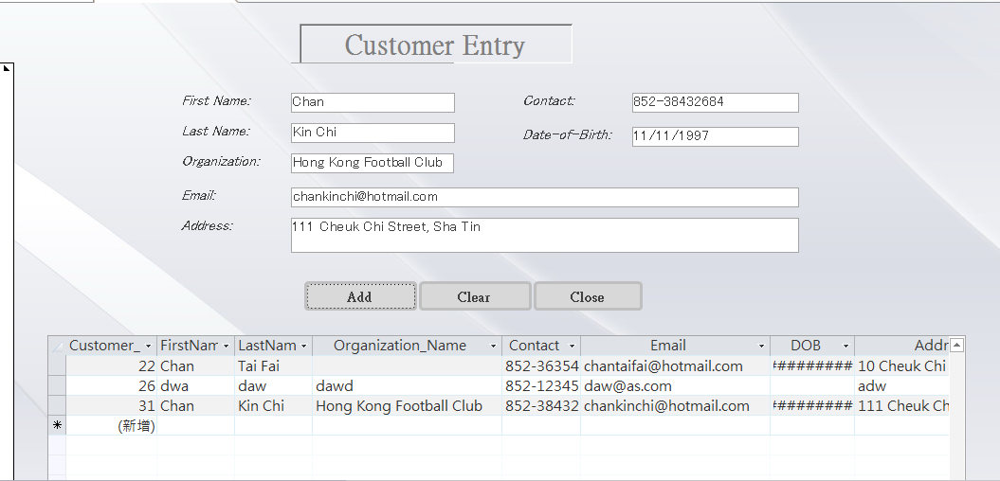 Customer Entry
First Name: Chan Contact: 852-38432684
Last Name: Kin Chi Date-of-Birth: 11/11/1997
Organization: Hong Kong Football Club
Email: chankinchi@hotmail.com
Address: 111 Cheuk Chi Street, Sha Tin
Add Clear Close
Customer_ FirstNam LastNam Organization_Name Contact Email DOB Addr
22 Chan Tai Fai 852-36354 chantaifai@hotmail.com ######### 10 Cheuk Chi
26 dwa daw dawd 852-12345 daw@as.com adw
31 Chan Kin Chi Hong Kong Football Club 852-38432 chankinchi@hotmail.com ######### 111 Cheuk Ch
* (新增)